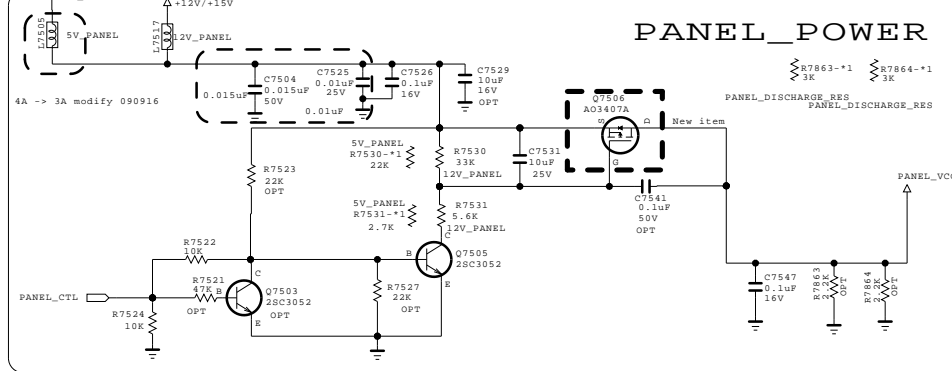 +12V/+15V
L7505
5V_PANEL
L7517
12V_PANEL
PANEL_POWER
R7863-*1
3K
R7864-*1
3K
PANEL_DISCHARGE_RES
PANEL_DISCHARGE_RES
4A -> 3A modify 090916
0.015uF
C7504
0.015uF
50V
C7525
0.01uF
25V
0.01uF
C7526
0.1uF
16V
C7529
10uF
16V
OPT
Q7506
AO3407A
S
D
G
New item
R7523
22K
OPT
5V_PANEL
R7530-*1
22K
R7530
33K
12V_PANEL
C7531
10uF
25V
5V_PANEL
R7531-*1
2.7K
R7531
5.6K
12V_PANEL
C7541
0.1uF
50V
OPT
PANEL_VCC
R7522
10K
R7521
47K
OPT
B
C
E
Q7503
2SC3052
OPT
PANEL_CTL
R7524
10K
R7527
22K
OPT
B
C
E
Q7505
2SC3052
C7547
0.1uF
16V
R7863
2.2K
OPT
R7864
2.2K
OPT